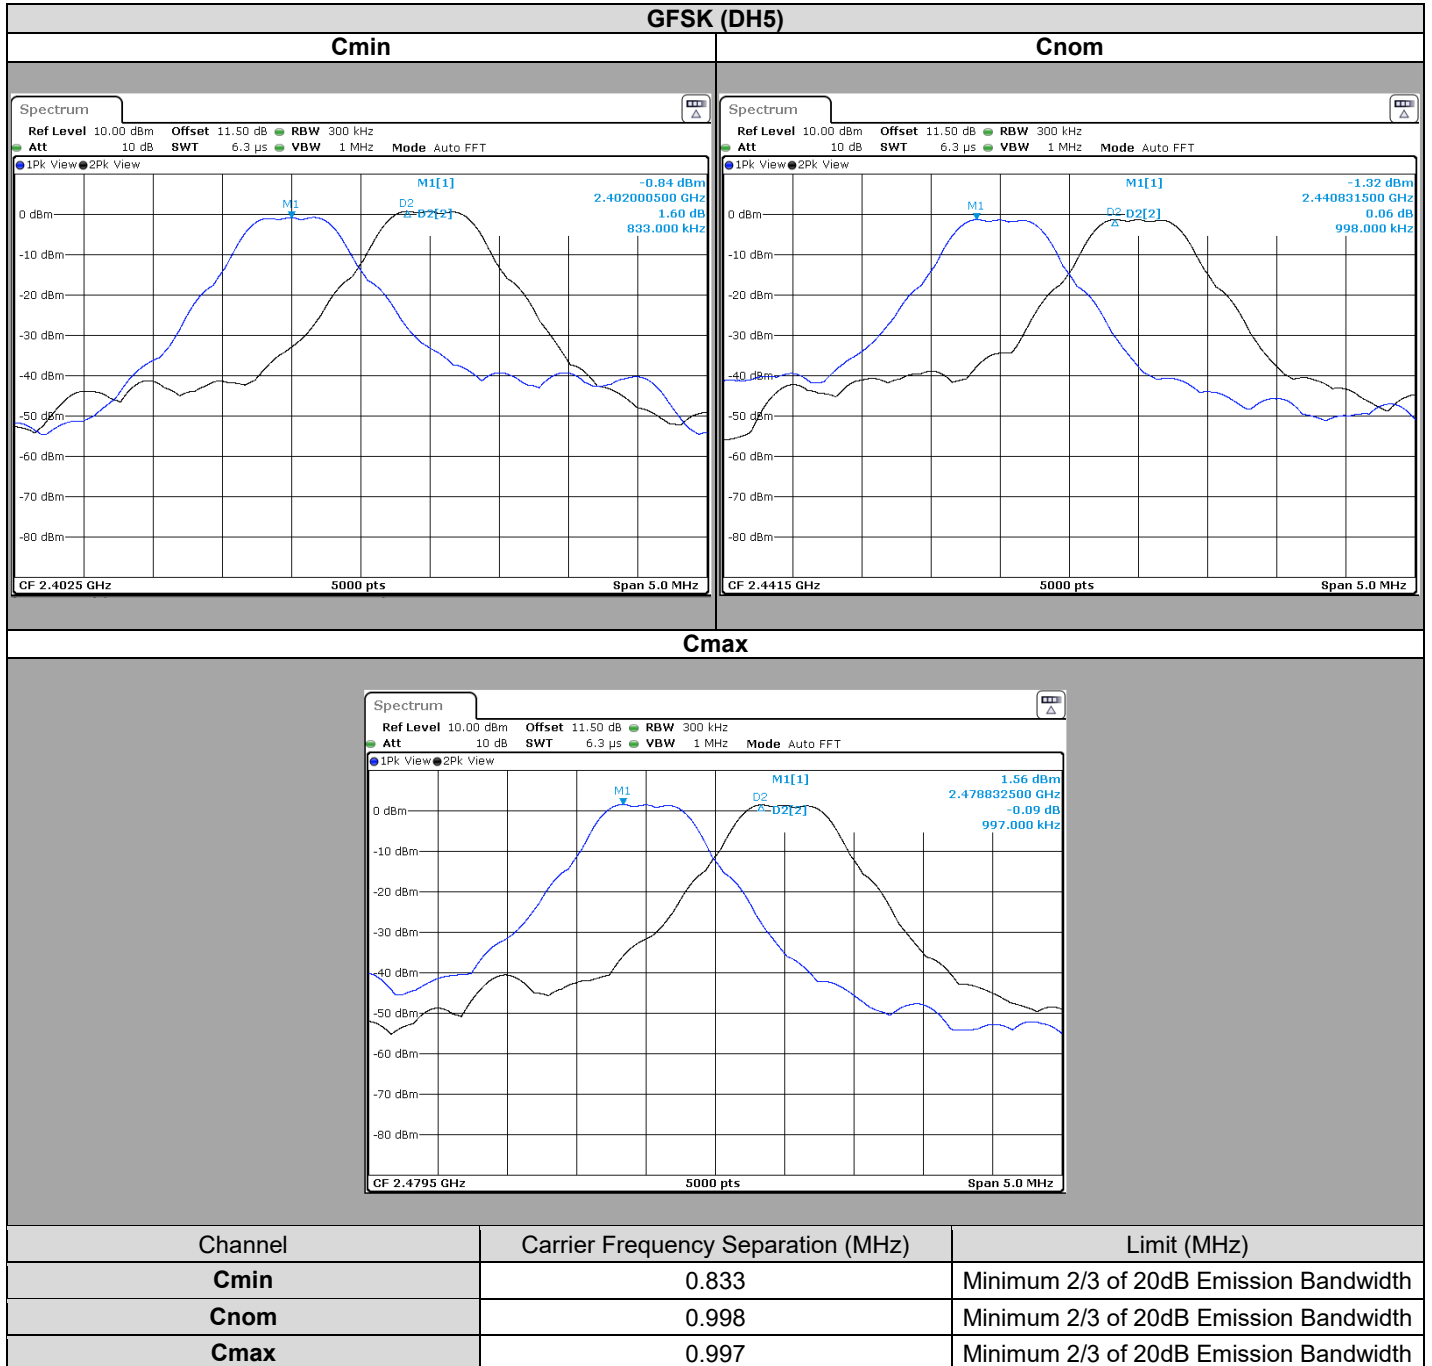 GFSK (DH5)
Cmin
Cnom
Spectrum
Ref Level 10.00 dBm Offset 11.50 dB RBW 300 kHz
Att 10 dB SWT 6.3 µs VBW 1 MHz Mode Auto FFT
1Pk View 2Pk View
M1[1] -0.84 dBm
2.402000500 GHz
D2[2] 1.60 dB
833.000 kHz
M1
D2
0 dBm
-10 dBm
-20 dBm
-30 dBm
-40 dBm
-50 dBm
-60 dBm
-70 dBm
-80 dBm
CF 2.4025 GHz 5000 pts Span 5.0 MHz
Spectrum
Ref Level 10.00 dBm Offset 11.50 dB RBW 300 kHz
Att 10 dB SWT 6.3 µs VBW 1 MHz Mode Auto FFT
1Pk View 2Pk View
M1[1] -1.32 dBm
2.440831500 GHz
D2[2] 0.06 dB
998.000 kHz
M1
D2
0 dBm
-10 dBm
-20 dBm
-30 dBm
-40 dBm
-50 dBm
-60 dBm
-70 dBm
-80 dBm
CF 2.4415 GHz 5000 pts Span 5.0 MHz
Cmax
Spectrum
Ref Level 10.00 dBm Offset 11.50 dB RBW 300 kHz
Att 10 dB SWT 6.3 µs VBW 1 MHz Mode Auto FFT
1Pk View 2Pk View
M1[1] 1.56 dBm
2.478832500 GHz
D2[2] -0.09 dB
997.000 kHz
M1
D2
0 dBm
-10 dBm
-20 dBm
-30 dBm
-40 dBm
-50 dBm
-60 dBm
-70 dBm
-80 dBm
CF 2.4795 GHz 5000 pts Span 5.0 MHz
Channel Carrier Frequency Separation (MHz) Limit (MHz)
Cmin 0.833 Minimum 2/3 of 20dB Emission Bandwidth
Cnom 0.998 Minimum 2/3 of 20dB Emission Bandwidth
Cmax 0.997 Minimum 2/3 of 20dB Emission Bandwidth